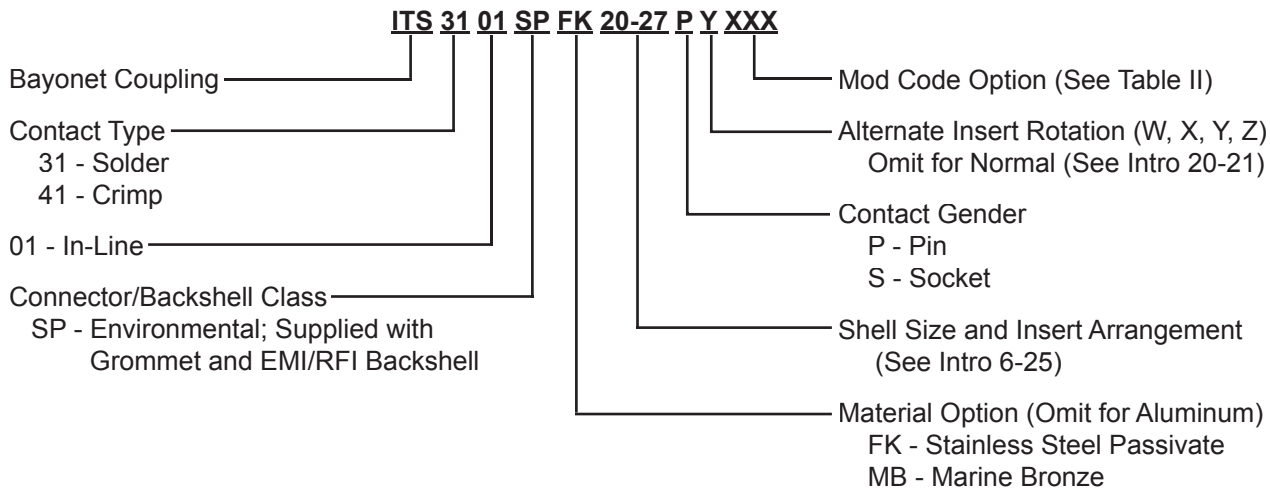 ITS 31 01 SP FK 20-27 P Y XXX
Bayonet Coupling
Contact Type
31 - Solder
41 - Crimp
01 - In-Line
Connector/Backshell Class
SP - Environmental; Supplied with
Grommet and EMI/RFI Backshell
Mod Code Option (See Table II)
Alternate Insert Rotation (W, X, Y, Z)
Omit for Normal (See Intro 20-21)
Contact Gender
P - Pin
S - Socket
Shell Size and Insert Arrangement
(See Intro 6-25)
Material Option (Omit for Aluminum)
FK - Stainless Steel Passivate
MB - Marine Bronze